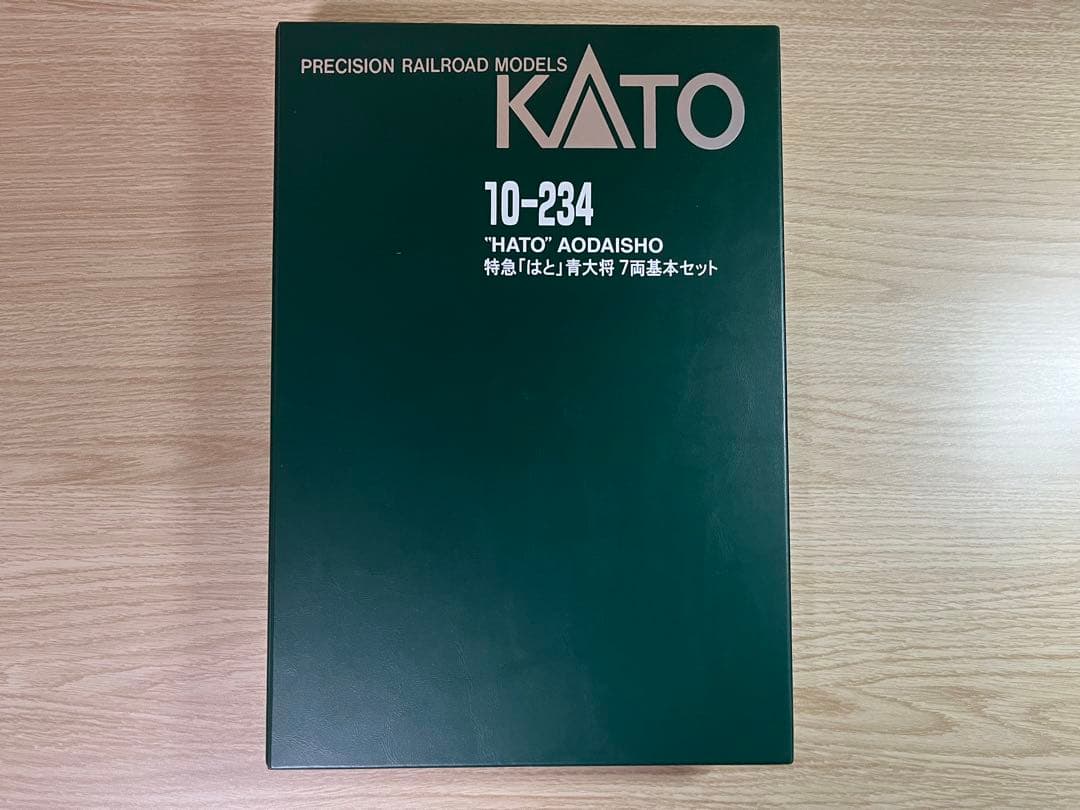 PRECISION RAILROAD MODELS
KATO
10-234
"HATO" AODAISHO
特急「はと」青大将 7両基本セット